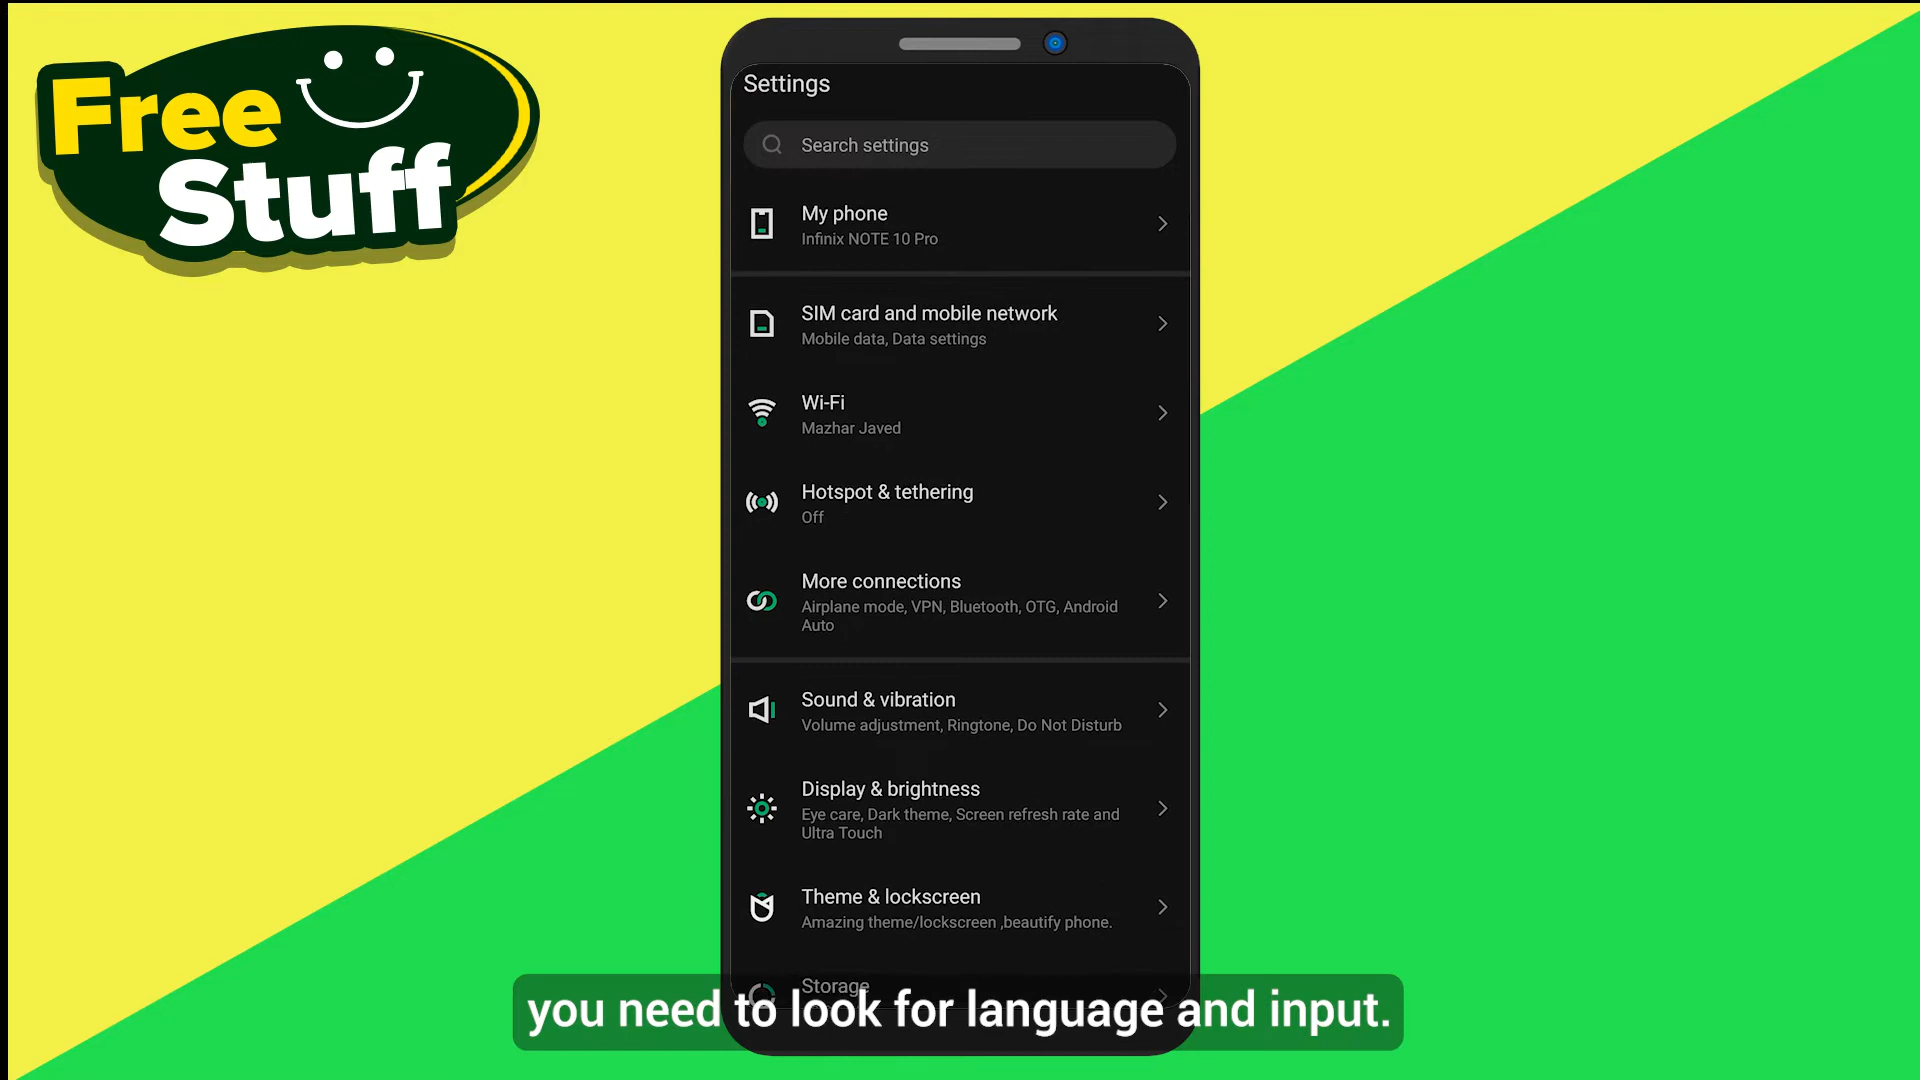 Free
Stuff
Settings
Search settings
My phone
Infinix NOTE 10 Pro
SIM card and mobile network
Mobile data, Data settings
Wi-Fi
Mazhar Javed
Hotspot & tethering
Off
More connections
Airplane mode, VPN, Bluetooth, OTG, Android
Auto
Sound & vibration
Volume adjustment, Ringtone, Do Not Disturb
Display & brightness
Eye care, Dark theme, Screen refresh rate and
Ultra Touch
Theme & lockscreen
Amazing theme/lockscreen ,beautify phone.
Storage
you need to look for language and input.